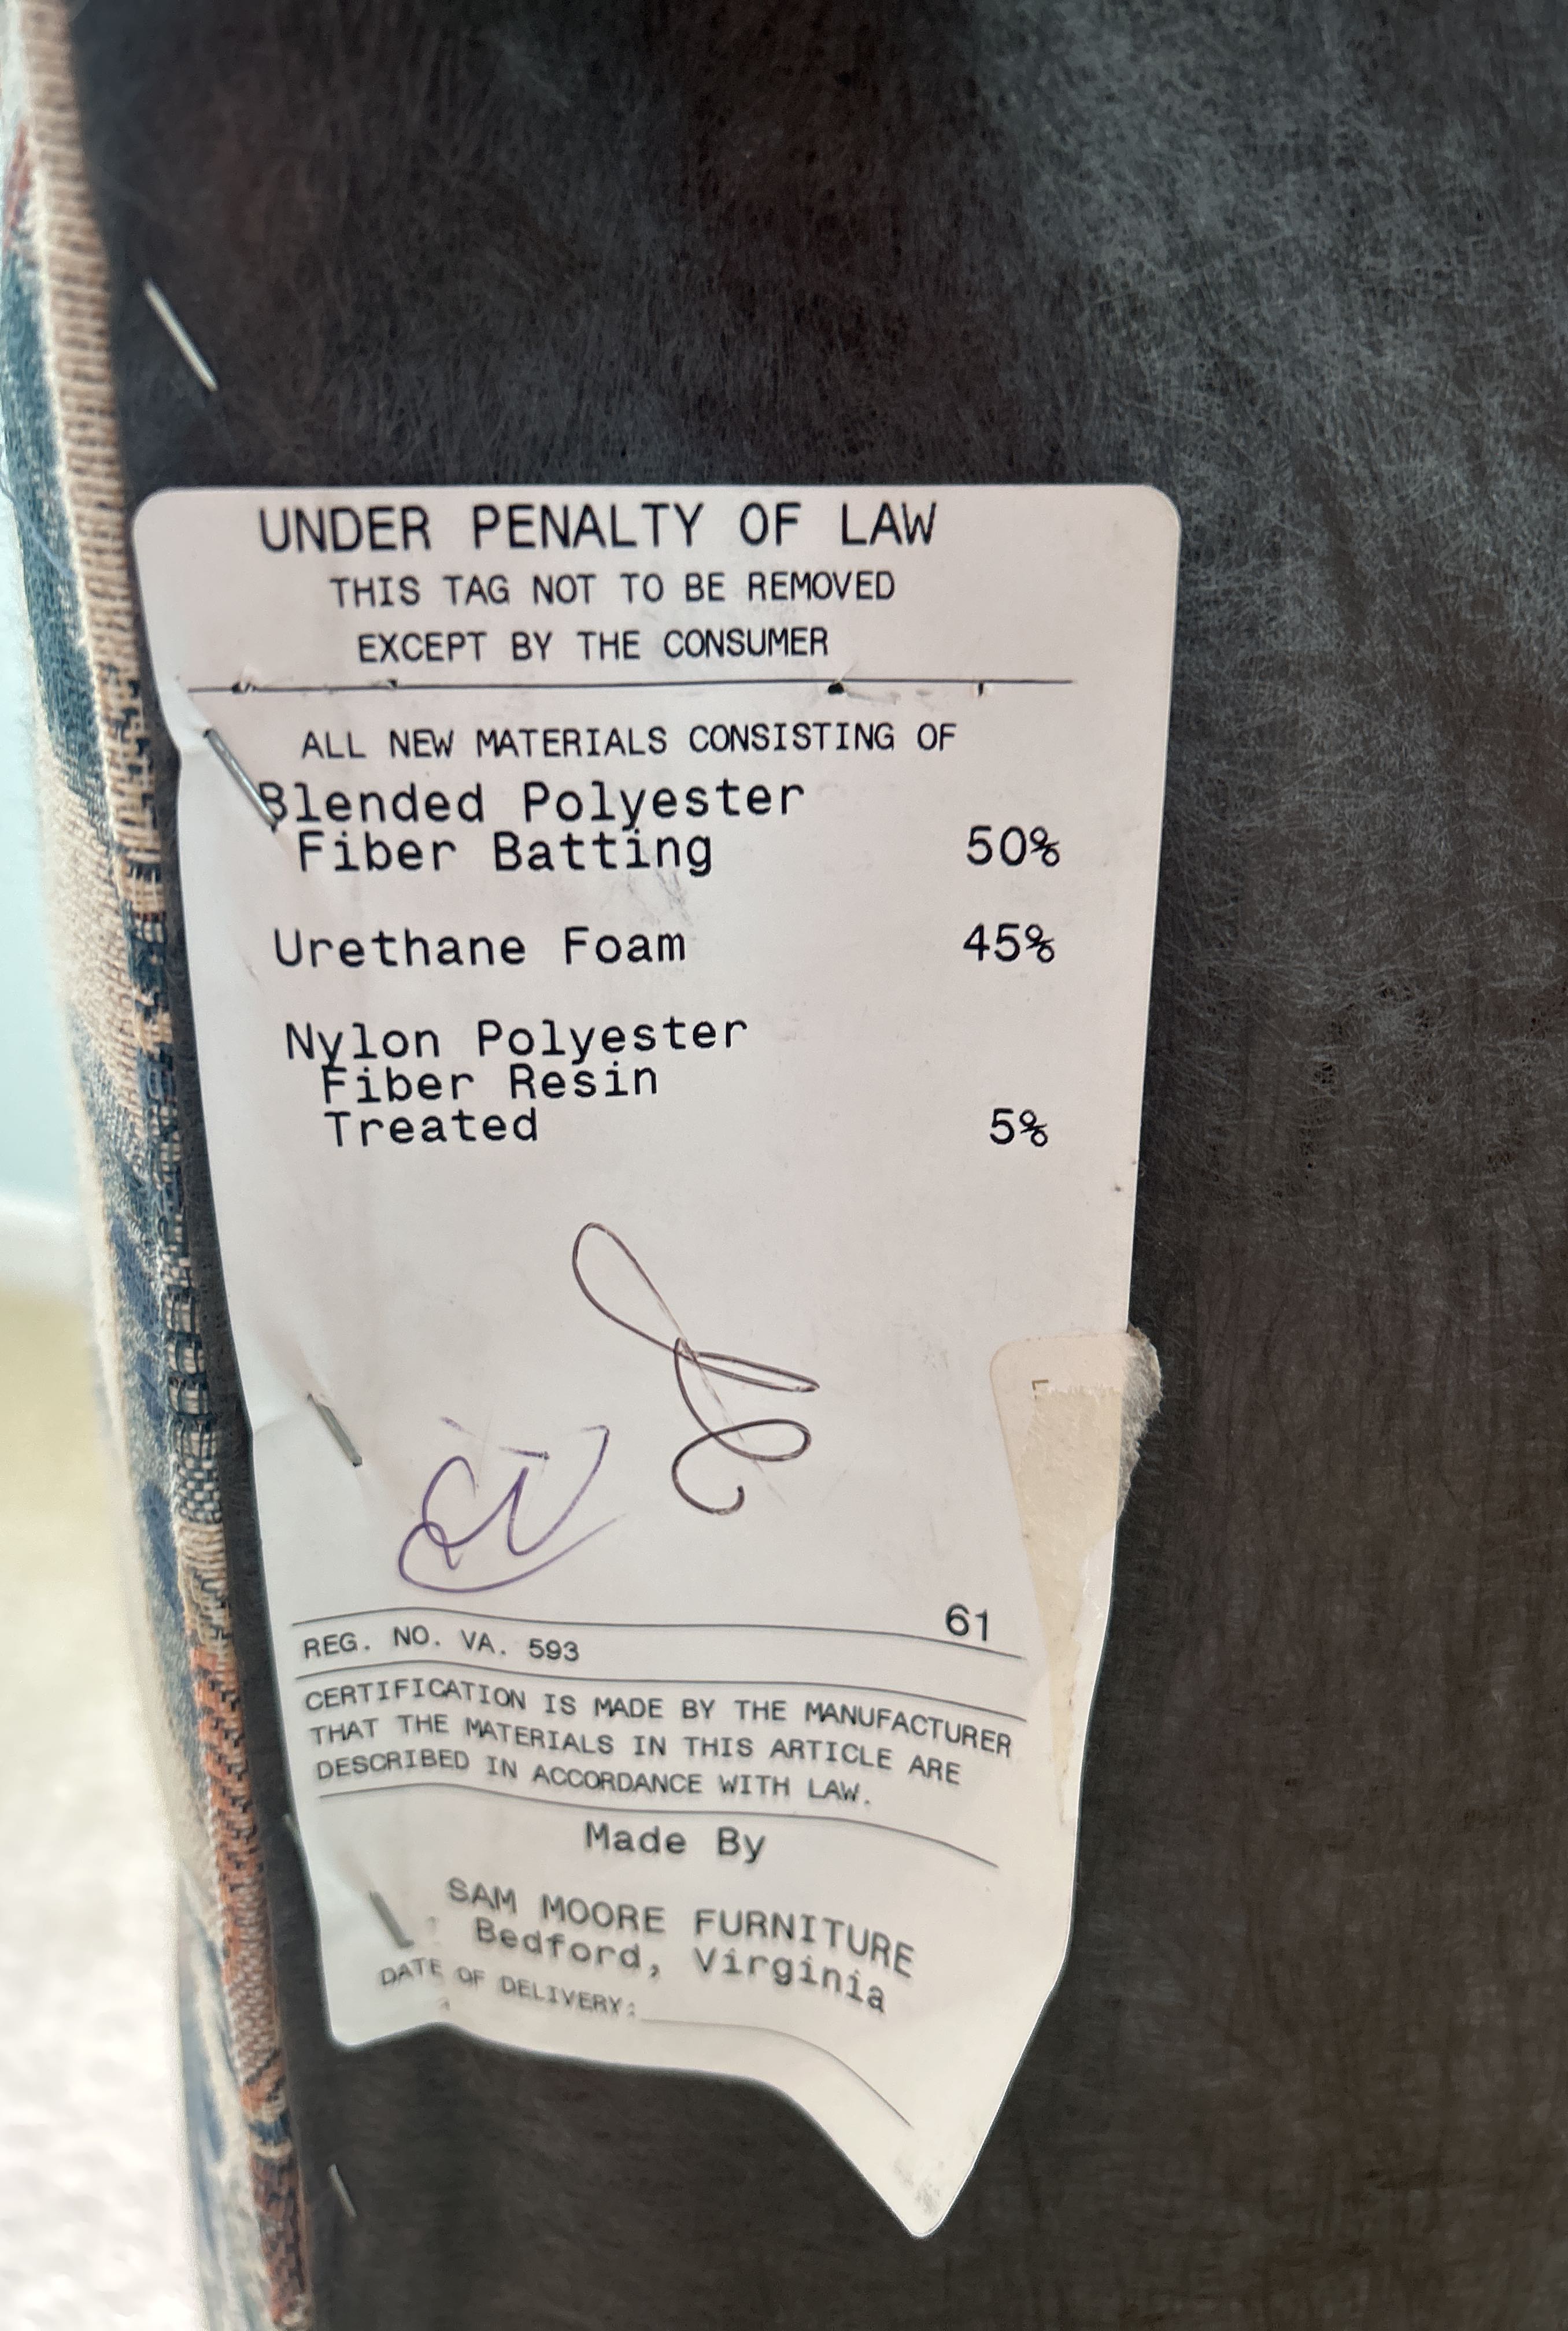 UNDER PENALTY OF LAW
THIS TAG NOT TO BE REMOVED
EXCEPT BY THE CONSUMER
ALL NEW MATERIALS CONSISTING OF
Blended Polyester
Fiber Batting 50%
Urethane Foam 45%
Nylon Polyester
Fiber Resin
Treated 5%
61
REG. NO. VA. 593
CERTIFICATION IS MADE BY THE MANUFACTURER
THAT THE MATERIALS IN THIS ARTICLE ARE
DESCRIBED IN ACCORDANCE WITH LAW.
Made By
SAM MOORE FURNITURE
Bedford, Virginia
DATE OF DELIVERY: